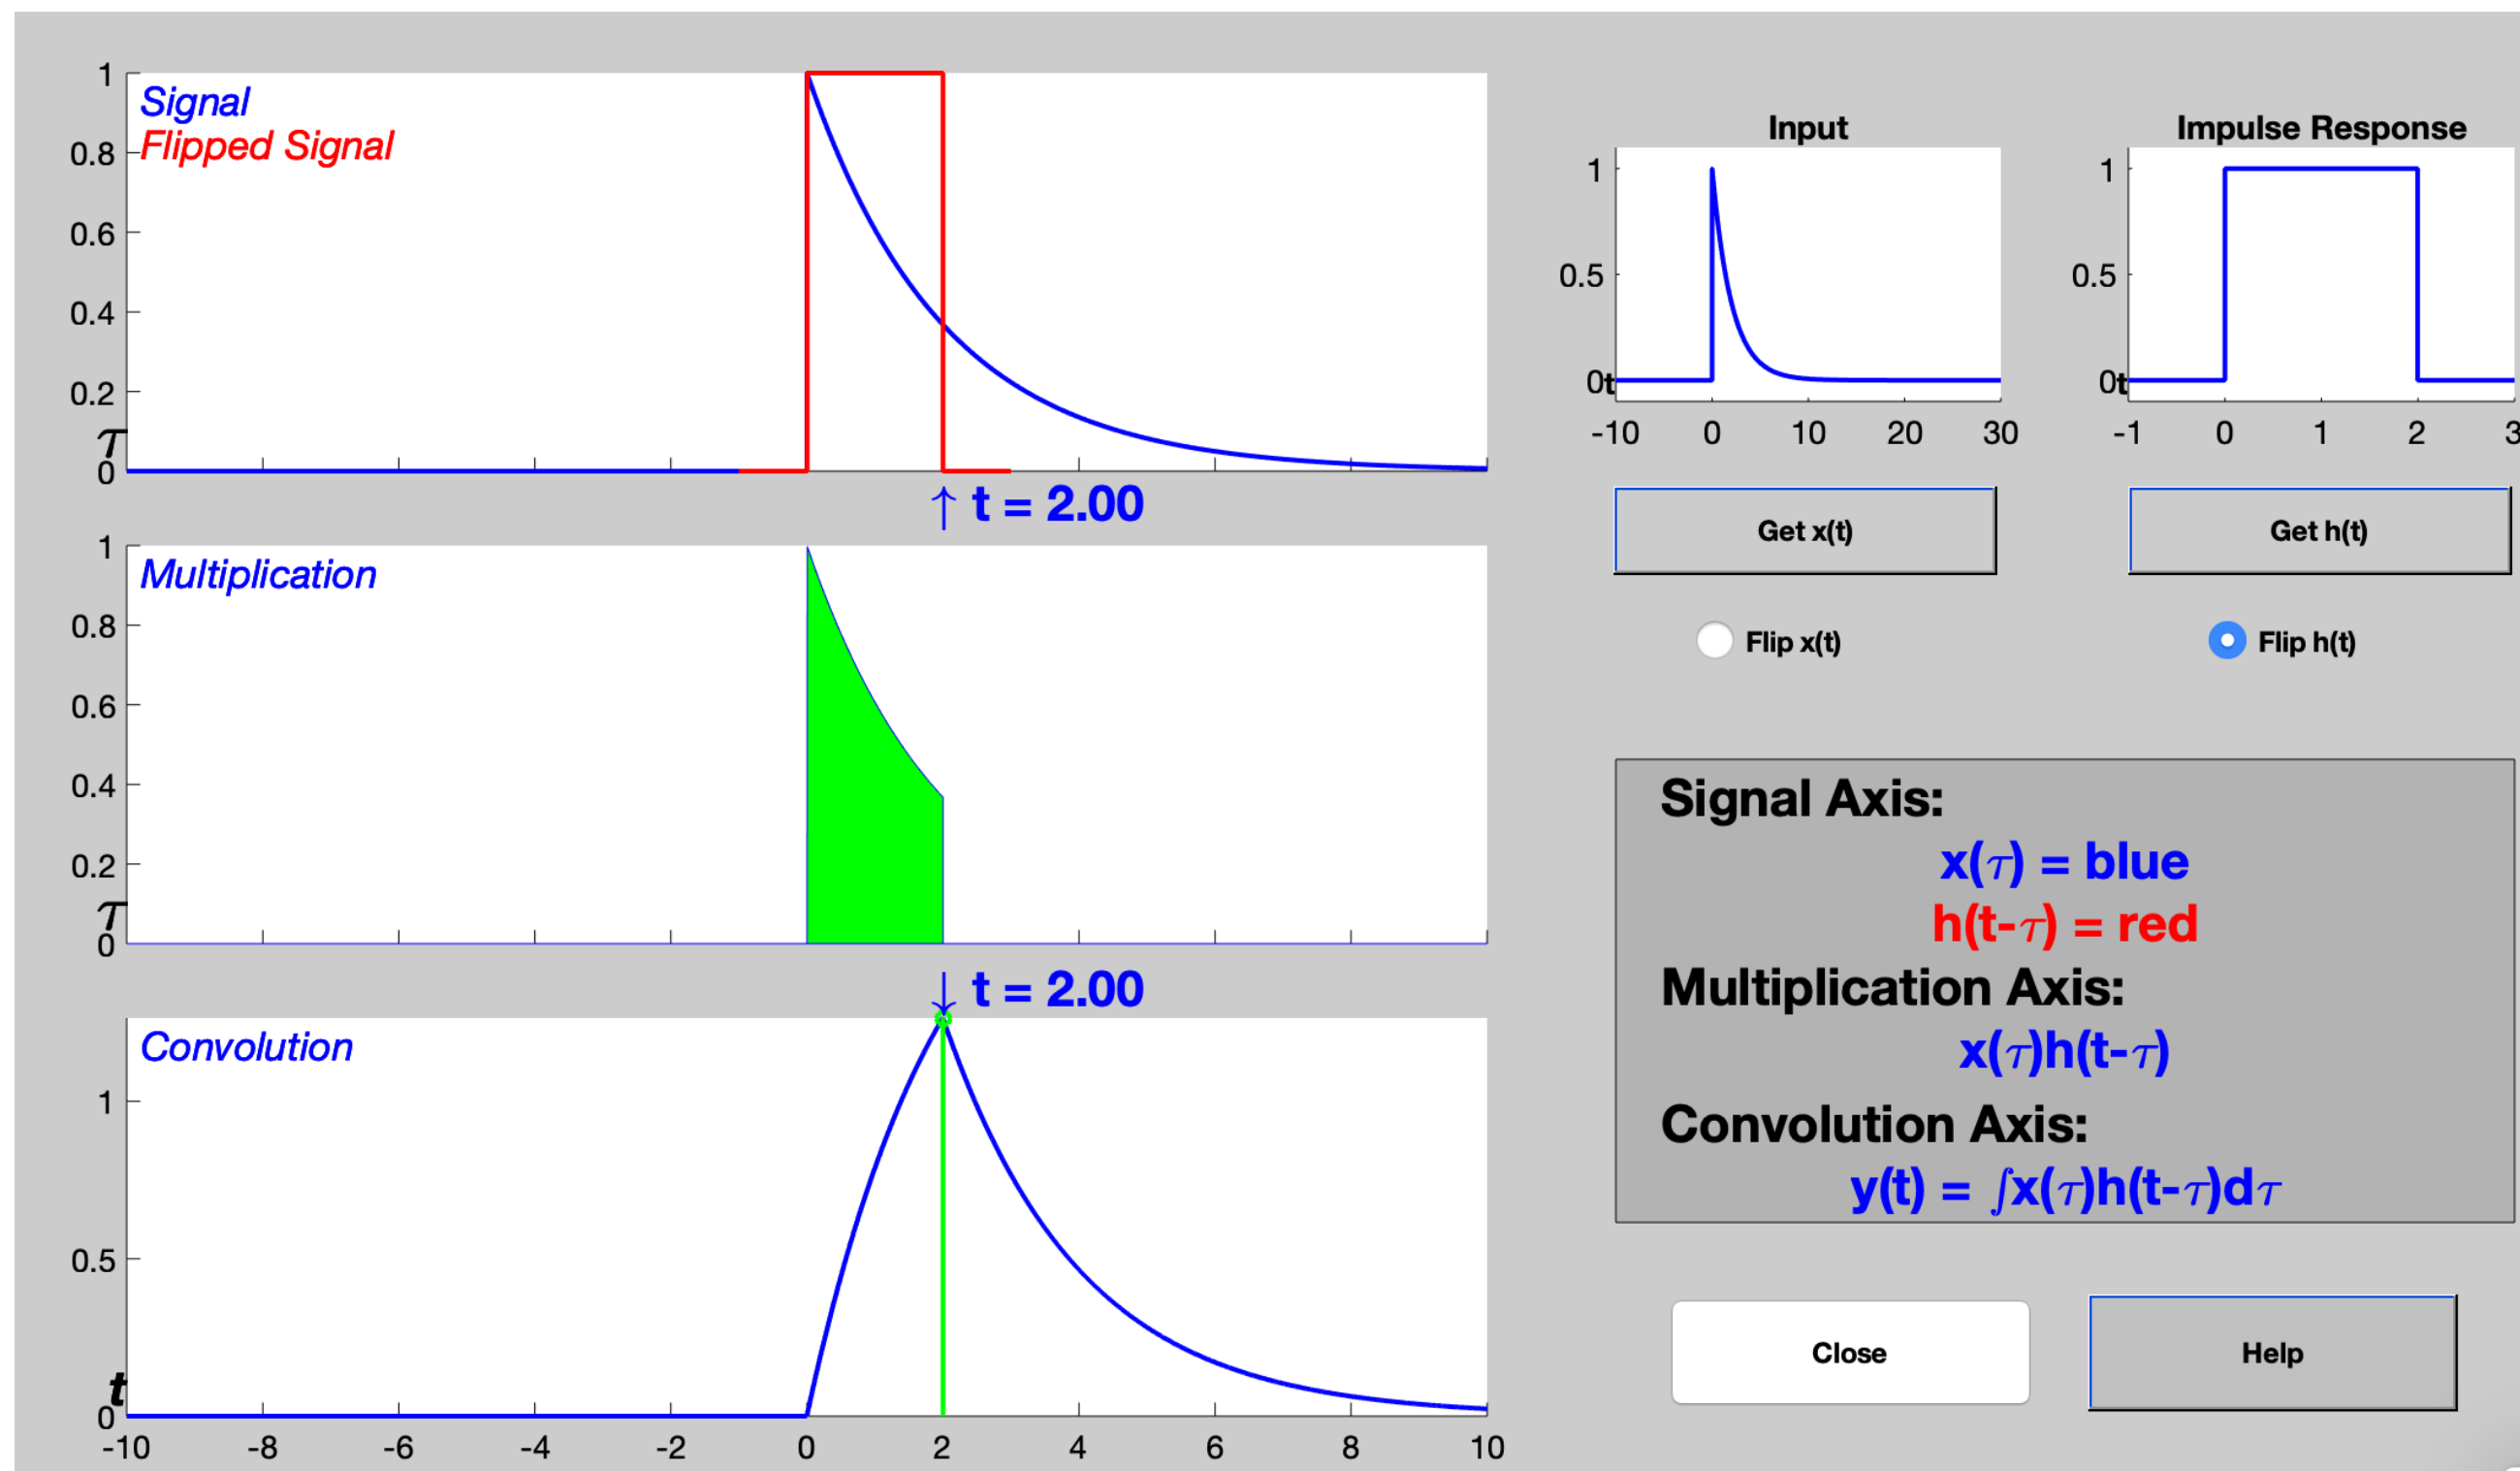 Signal
Flipped Signal
1
0.8
0.6
0.4
0.2
τ
0
↑ t = 2.00
Multiplication
1
0.8
0.6
0.4
0.2
τ
0
↓ t = 2.00
Convolution
1
0.5
t
0
-10 -8 -6 -4 -2 0 2 4 6 8 10
Input
1
0.5
0t
-10 0 10 20 30
Impulse Response
1
0.5
0t
-1 0 1 2 3
Get x(t)
Get h(t)
Flip x(t)
Flip h(t)
Signal Axis:
x(τ) = blue
h(t-τ) = red
Multiplication Axis:
x(τ)h(t-τ)
Convolution Axis:
y(t) = ∫x(τ)h(t-τ)dτ
Close
Help